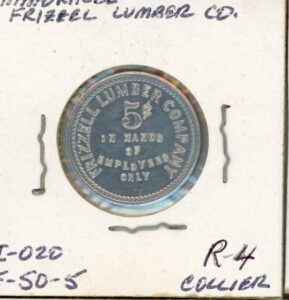 FRIZZEL LUMBER CO.
FRIZZELL LUMBER COMPANY
5¢
IN HANDS
OF
EMPLOYEES
ONLY
I-020
R-4
F-50-5
COLLIER